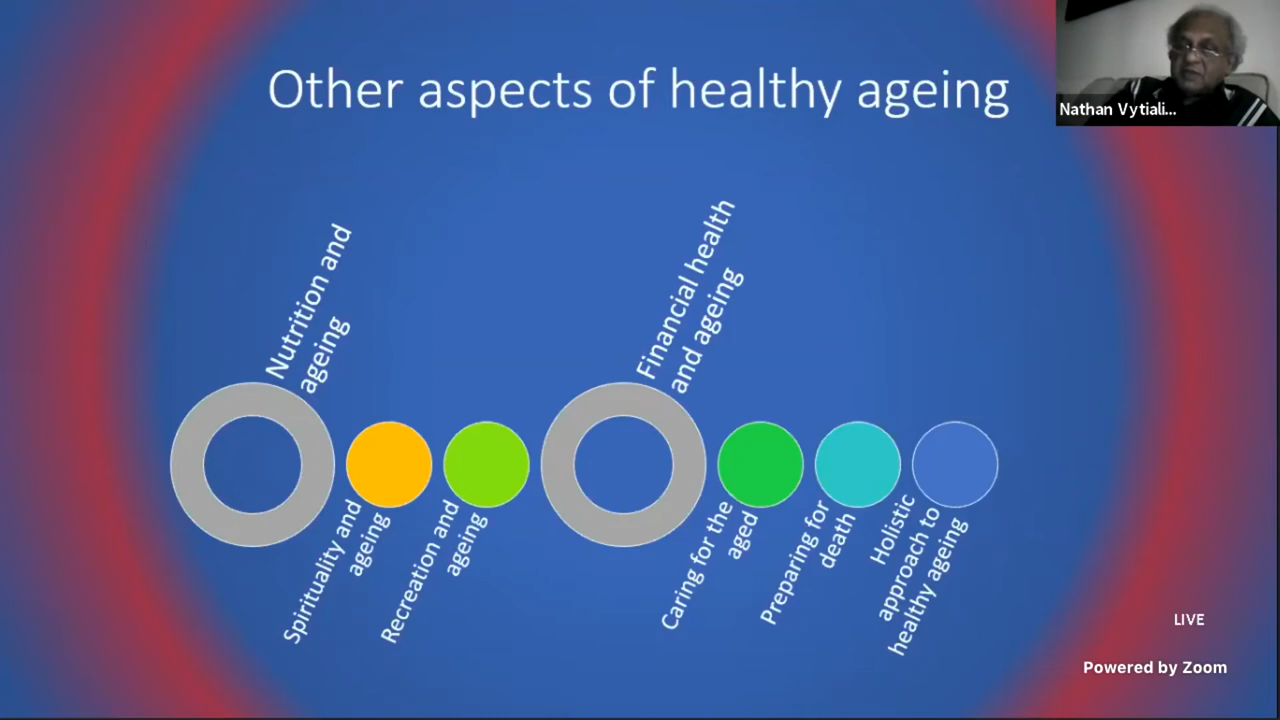 Other aspects of healthy ageing
Nathan Vytiali...
Nutrition and
ageing
Spirituality and
ageing
Recreation and
ageing
Financial health
and ageing
Caring for the
aged
Preparing for
death
Holistic
approach to
healthy ageing
LIVE
Powered by Zoom